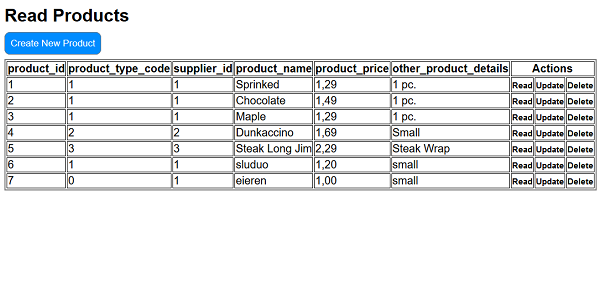 Read Products
Create New Product
product_id product_type_code supplier_id product_name product_price other_product_details Actions
1 1 1 Sprinked 1,29 1 pc. Read Update Delete
2 1 1 Chocolate 1,49 1 pc. Read Update Delete
3 1 1 Maple 1,29 1 pc. Read Update Delete
4 2 2 Dunkaccino 1,69 Small Read Update Delete
5 3 3 Steak Long Jim 2,29 Steak Wrap Read Update Delete
6 1 1 sluduo 1,20 small Read Update Delete
7 0 1 eieren 1,00 small Read Update Delete